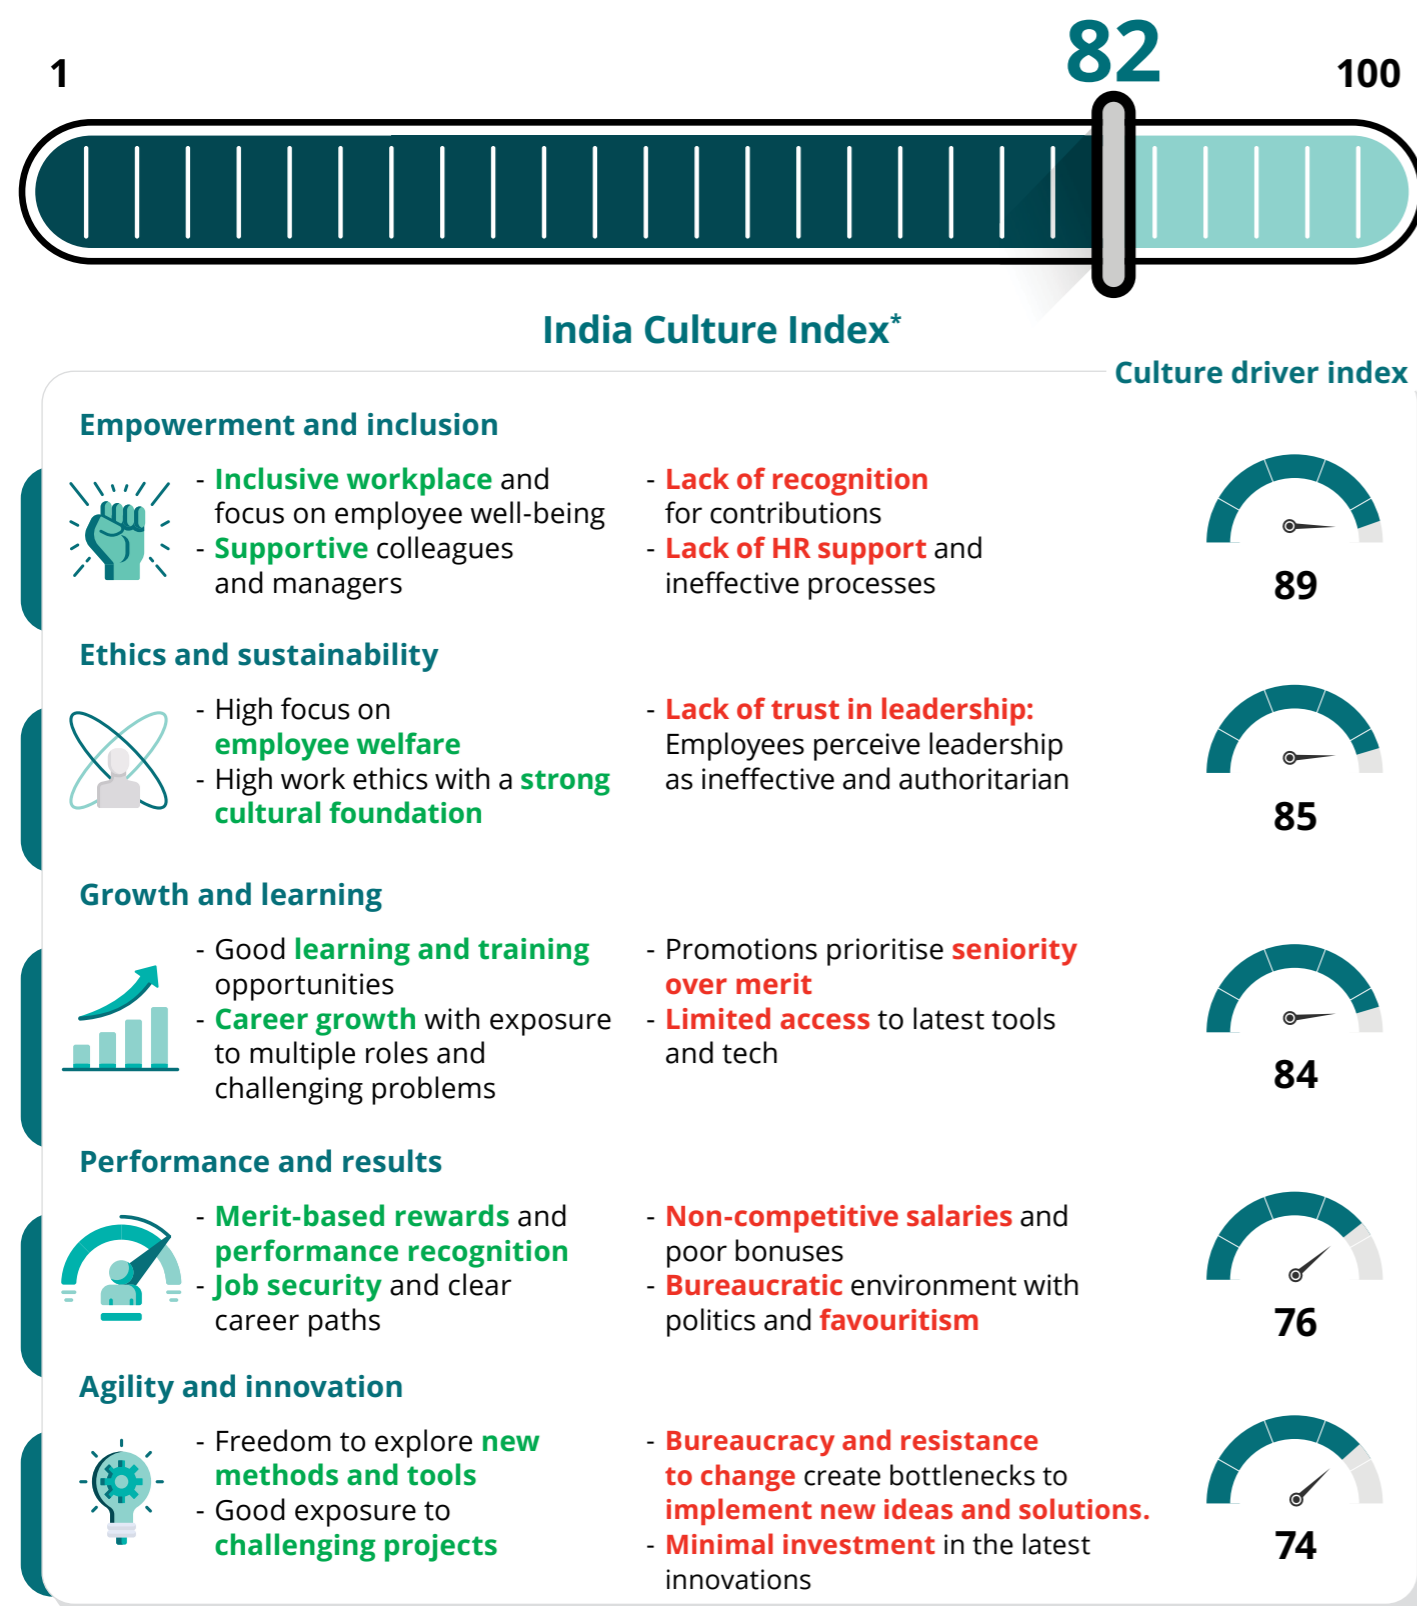 1
82
100
India Culture Index*
Culture driver index
Empowerment and inclusion
- Inclusive workplace and
focus on employee well-being
- Supportive colleagues
and managers
- Lack of recognition
for contributions
- Lack of HR support and
ineffective processes
89
Ethics and sustainability
- High focus on
employee welfare
- High work ethics with a strong
cultural foundation
- Lack of trust in leadership:
Employees perceive leadership
as ineffective and authoritarian
85
Growth and learning
- Good learning and training
opportunities
- Career growth with exposure
to multiple roles and
challenging problems
- Promotions prioritise seniority
over merit
- Limited access to latest tools
and tech
84
Performance and results
- Merit-based rewards and
performance recognition
- Job security and clear
career paths
- Non-competitive salaries and
poor bonuses
- Bureaucratic environment with
politics and favouritism
76
Agility and innovation
- Freedom to explore new
methods and tools
- Good exposure to
challenging projects
- Bureaucracy and resistance
to change create bottlenecks to
implement new ideas and solutions.
- Minimal investment in the latest
innovations
74